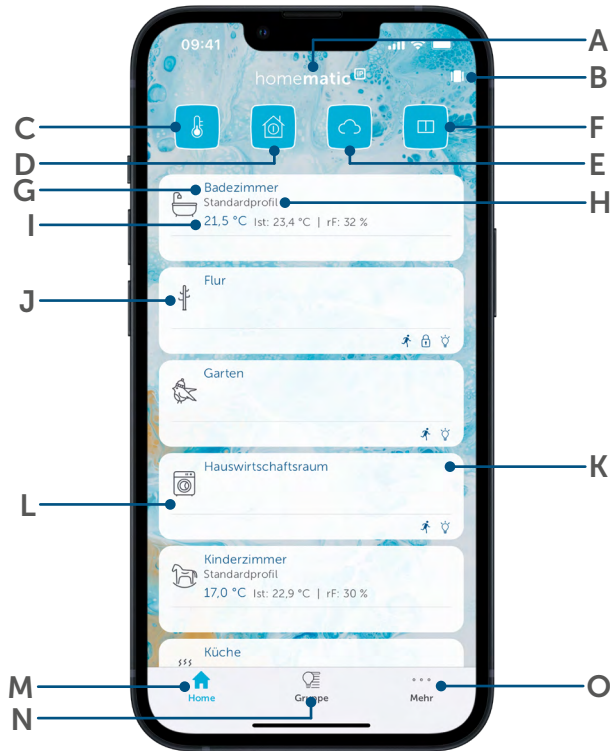 09:41
A
homematic IP
B
C
D
E
F
G
Badezimmer
Standardprofil
H
I
21,5 °C Ist: 23,4 °C | rF: 32 %
Flur
J
Garten
Hauswirtschaftsraum
K
L
Kinderzimmer
Standardprofil
17,0 °C Ist: 22,9 °C | rF: 30 %
Küche
M
Home
N
Gruppe
Mehr
O